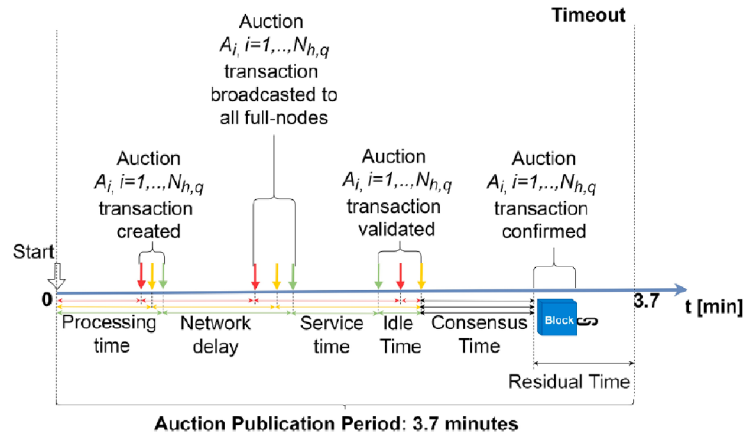 Timeout
Auction
A_i, i=1,..,N_h,q
transaction
broadcasted to
all full-nodes
Auction
A_i, i=1,..,N_h,q
transaction
created
Auction
A_i, i=1,..,N_h,q
transaction
validated
Auction
A_i, i=1,..,N_h,q
transaction
confirmed
Start
0
3.7
t [min]
Processing
time
Network
delay
Service
time
Idle
Time
Consensus
Time
Block
Residual Time
Auction Publication Period: 3.7 minutes